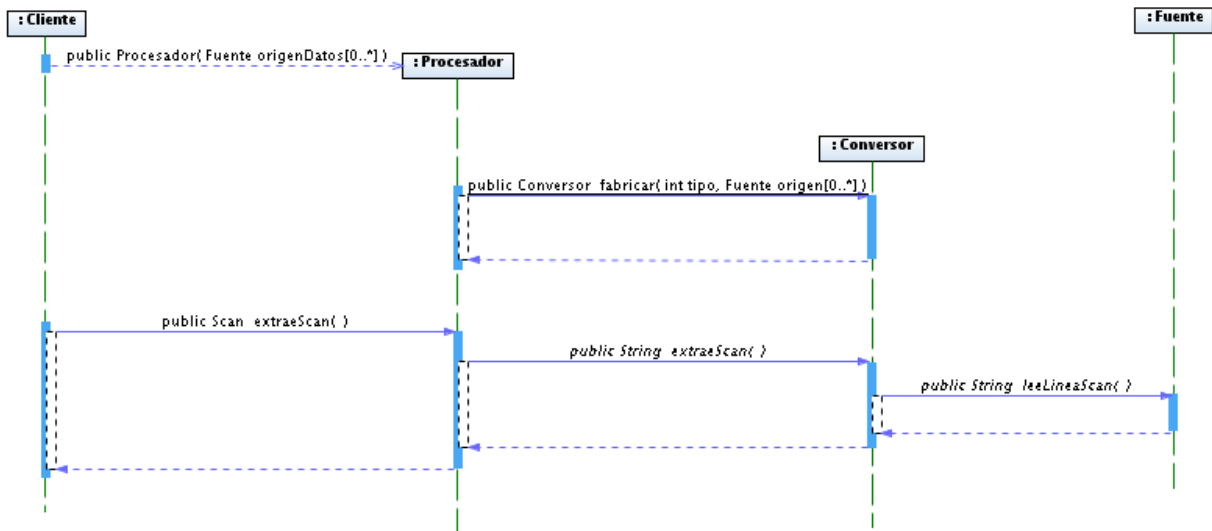 : Cliente
: Fuente
public Procesador( Fuente origenDatos[0..*] )
: Procesador
: Conversor
public Conversor fabricar( int tipo, Fuente origen[0..*] )
public Scan extraeScan( )
public String extraeScan( )
public String leeLineaScan( )